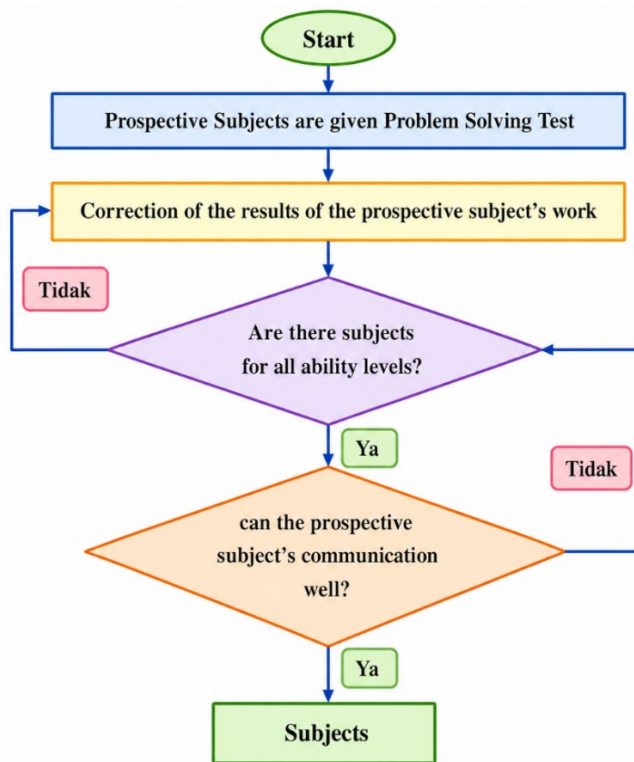 Start
Prospective Subjects are given Problem Solving Test
Correction of the results of the prospective subject's work
Tidak
Are there subjects
for all ability levels?
Ya
Tidak
can the prospective
subject's communication
well?
Ya
Subjects